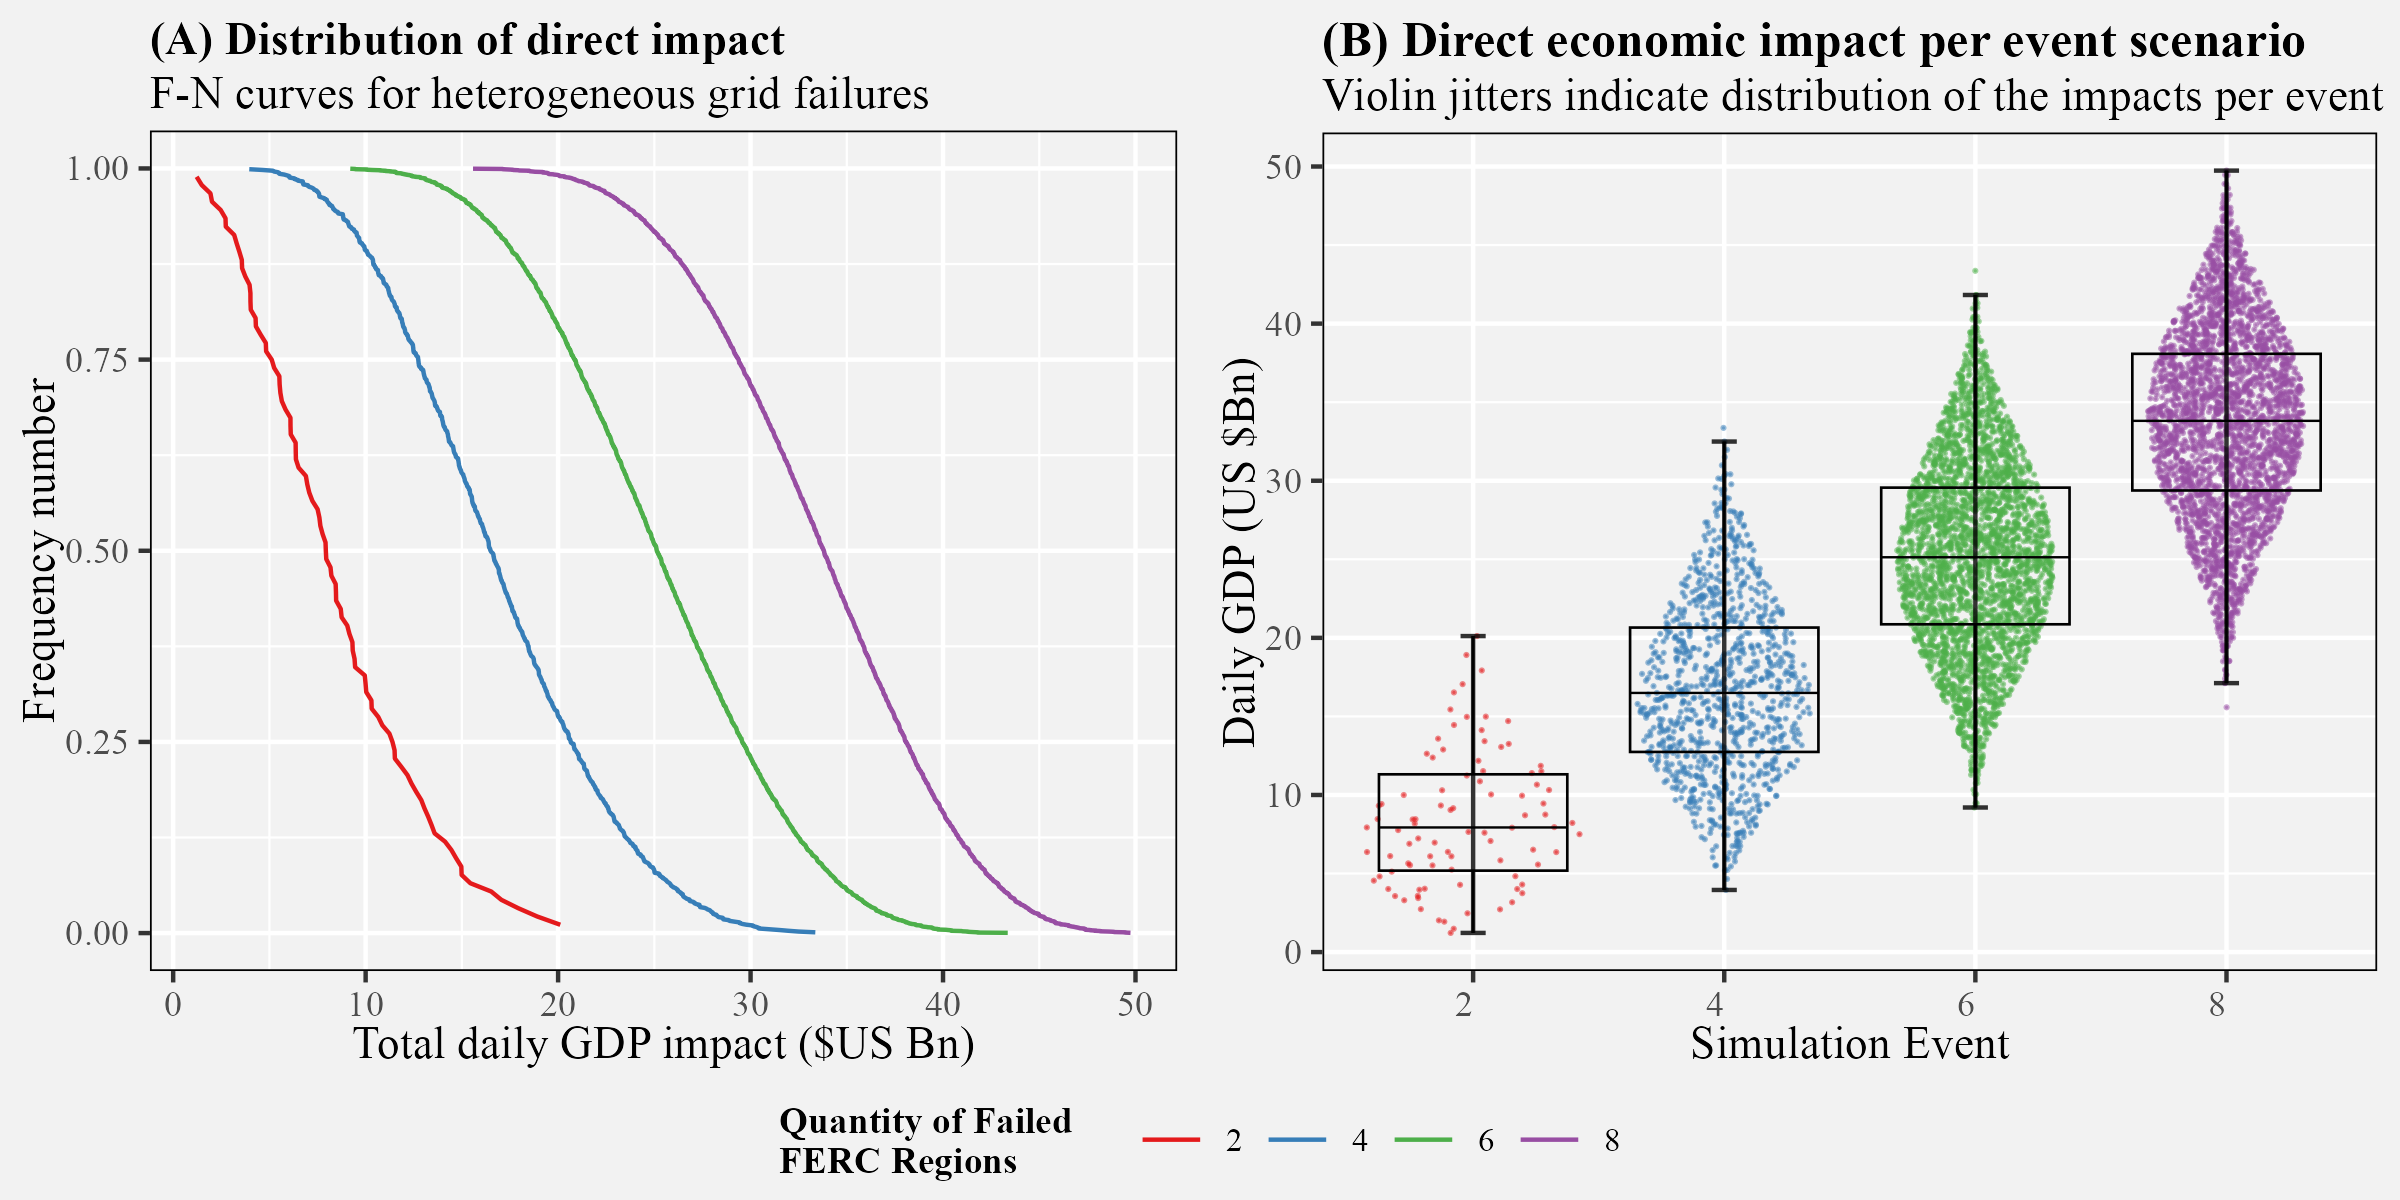 (A) Distribution of direct impact
F-N curves for heterogeneous grid failures
1.00
0.75
0.50
0.25
0.00
Frequency number
0 10 20 30 40 50
Total daily GDP impact ($US Bn)
(B) Direct economic impact per event scenario
Violin jitters indicate distribution of the impacts per event
50
40
30
20
10
0
Daily GDP (US $Bn)
2 4 6 8
Simulation Event
Quantity of Failed
FERC Regions
2 4 6 8